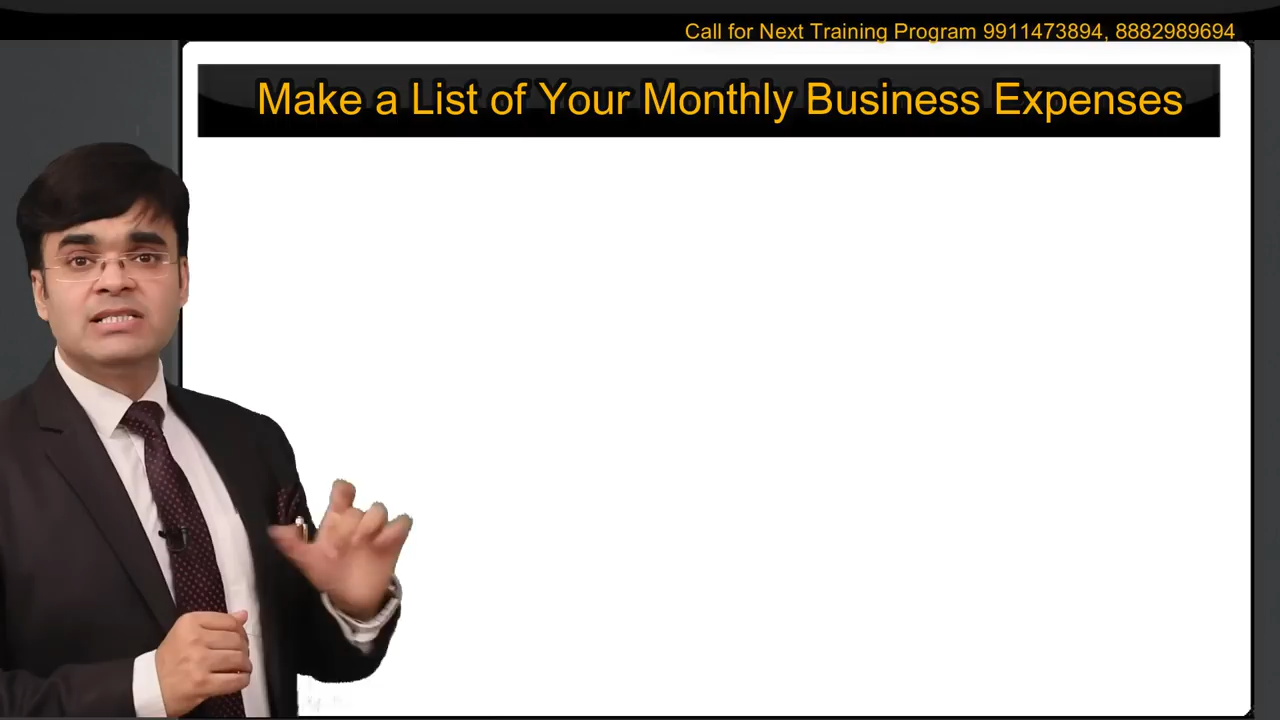 Call for Next Training Program 9911473894, 8882989694
Make a List of Your Monthly Business Expenses